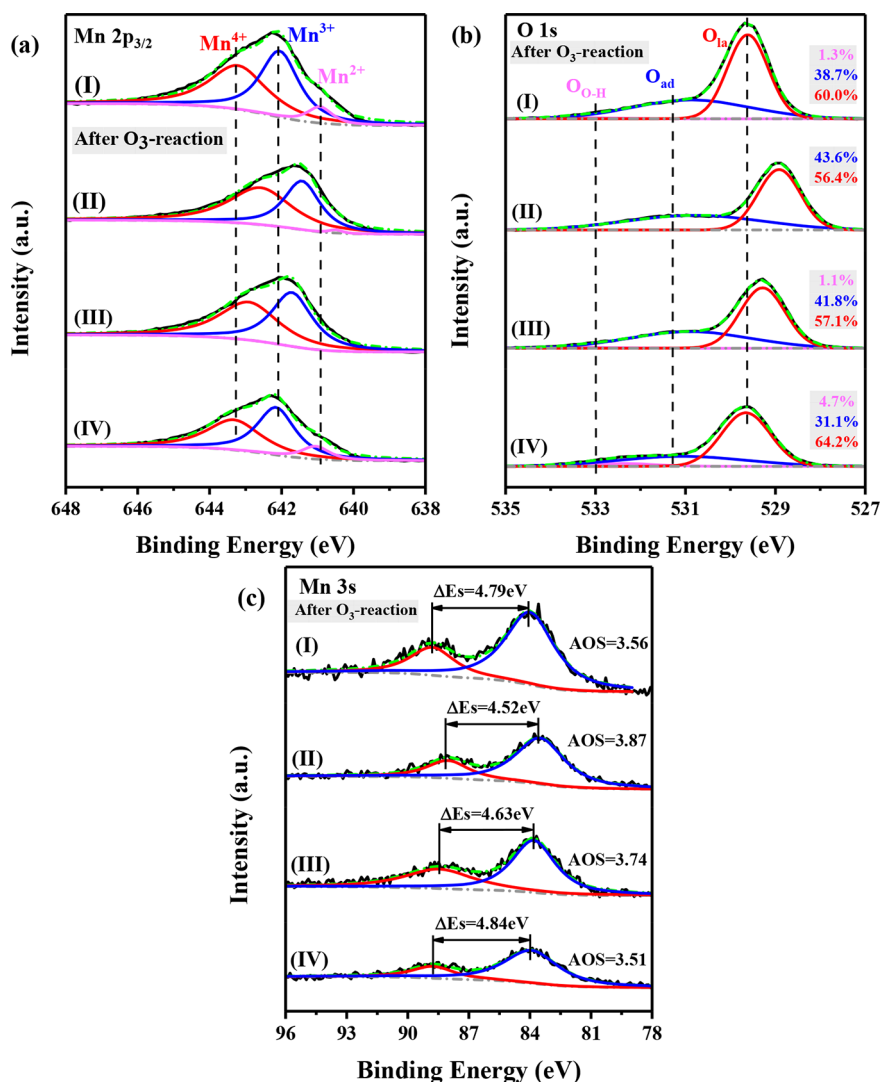 (a)
Mn 2p3/2
Mn4+
Mn3+
Mn2+
(I)
After O3-reaction
(II)
(III)
(IV)
Intensity (a.u.)
648 646 644 642 640 638
Binding Energy (eV)
(b)
O 1s
After O3-reaction
OO-H
Oad
Ola
1.3%
38.7%
60.0%
(I)
43.6%
56.4%
(II)
1.1%
41.8%
57.1%
(III)
4.7%
31.1%
64.2%
(IV)
Intensity (a.u.)
535 533 531 529 527
Binding Energy (eV)
(c)
Mn 3s
After O3-reaction
ΔEs=4.79eV
(I)
AOS=3.56
ΔEs=4.52eV
(II)
AOS=3.87
ΔEs=4.63eV
(III)
AOS=3.74
ΔEs=4.84eV
(IV)
AOS=3.51
Intensity (a.u.)
96 93 90 87 84 81 78
Binding Energy (eV)